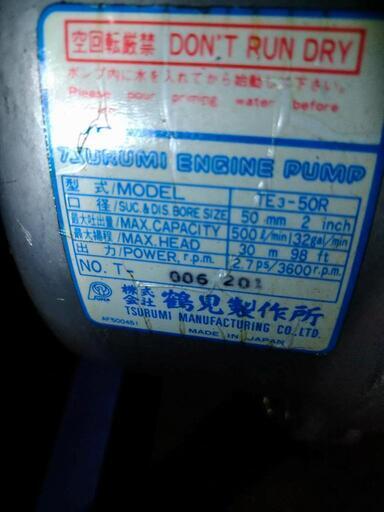 空回転厳禁 DON'T RUN DRY
ポンプ内に水を入れてから始動して下さい。
Please pour priming water before
TSURUMI ENGINE PUMP
型式/MODEL TE3-50R
口径/SUC.& DIS BORE SIZE 50 mm 2 inch
最大吐出量/MAX.CAPACITY 500ℓ/min 132gal/min
最大揚程/MAX.HEAD 30 m 98 ft
出力/POWER.r.p.m. 2.7ps/3600r.p.m.
NO. T- 006 201
株式会社 鶴見製作所
TSURUMI MANUFACTURING CO.,LTD.
AF500451 MADE IN JAPAN